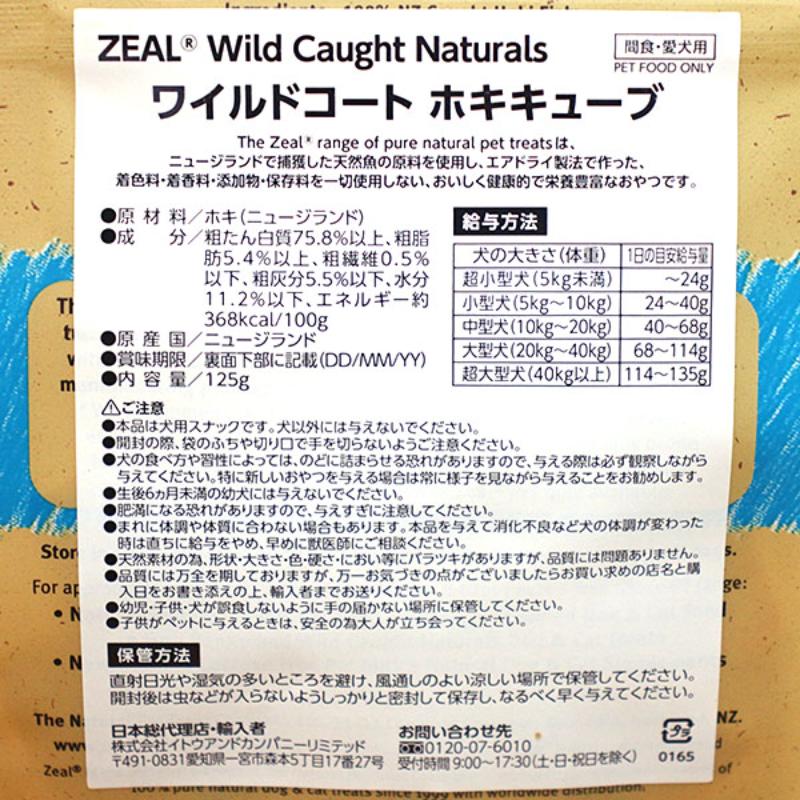 Ingredients: 100% NZ Caught Hoki Fish
ZEAL® Wild Caught Naturals
間食・愛犬用
PET FOOD ONLY
ワイルドコート ホキキューブ
The Zeal® range of pure natural pet treatsは、
ニュージランドで捕獲した天然魚の原料を使用し、エアドライ製法で作った、
着色料・着香料・添加物・保存料を一切使用しない、おいしく健康的で栄養豊富なおやつです。
●原材料／ホキ(ニュージランド)
●成分／粗たん白質75.8%以上、粗脂
肪5.4%以上、粗繊維0.5%
以下、粗灰分5.5%以下、水分
11.2%以下、エネルギー約
368kcal/100g
●原産国／ニュージランド
●賞味期限／裏面下部に記載(DD/MM/YY)
●内容量／125g
給与方法
犬の大きさ(体重) 1日の目安給与量
超小型犬(5kg未満) ～24g
小型犬(5kg～10kg) 24～40g
中型犬(10kg～20kg) 40～68g
大型犬(20kg～40kg) 68～114g
超大型犬(40kg以上) 114～135g
⚠ご注意
●本品は犬用スナックです。犬以外には与えないでください。
●開封の際、袋のふちや切り口で手を切らないようご注意ください。
●犬の食べ方や習性によっては、のどに詰まらせる恐れがありますので、与える際は必ず観察しながら
与えてください。特に新しいおやつを与える場合は常に様子を見ながら与えることをお勧めします。
●生後6ヵ月未満の幼犬には与えないでください。
●肥満になる恐れがありますので、与えすぎに注意してください。
●まれに体調や体質に合わない場合もあります。本品を与えて消化不良など犬の体調が変わった
時は直ちに給与をやめ、早めに獣医師にご相談ください。
●天然素材の為、形状・大きさ・色・硬さ・におい等にバラツキがありますが、品質には問題ありません。
●品質には万全を期しておりますが、万一お気づきの点がございましたらお買い求めの店名と購
入日をお書き添えの上、輸入者までお送りください。
●幼児・子供・犬が誤食しないように手の届かない場所に保管してください。
●子供がペットに与えるときは、安全の為大人が立ち会ってください。
保管方法
直射日光や湿気の多いところを避け、風通しのよい涼しい場所で保管してください。
開封後は虫などが入らないようしっかりと密封して保存し、なるべく早く与えてください。
日本総代理店・輸入者
株式会社イトウアンドカンパニーリミテッド
〒491-0831愛知県一宮市森本5丁目17番27号
お問い合わせ先
0120-07-6010
受付時間 9:00～17:30(土・日・祝日を除く)
プラ
0165
Stor
For ap
The Na
NZ.
www
Zeal®
of
100% pure natural dog & cat treats since 1999 with worldwide distribution.